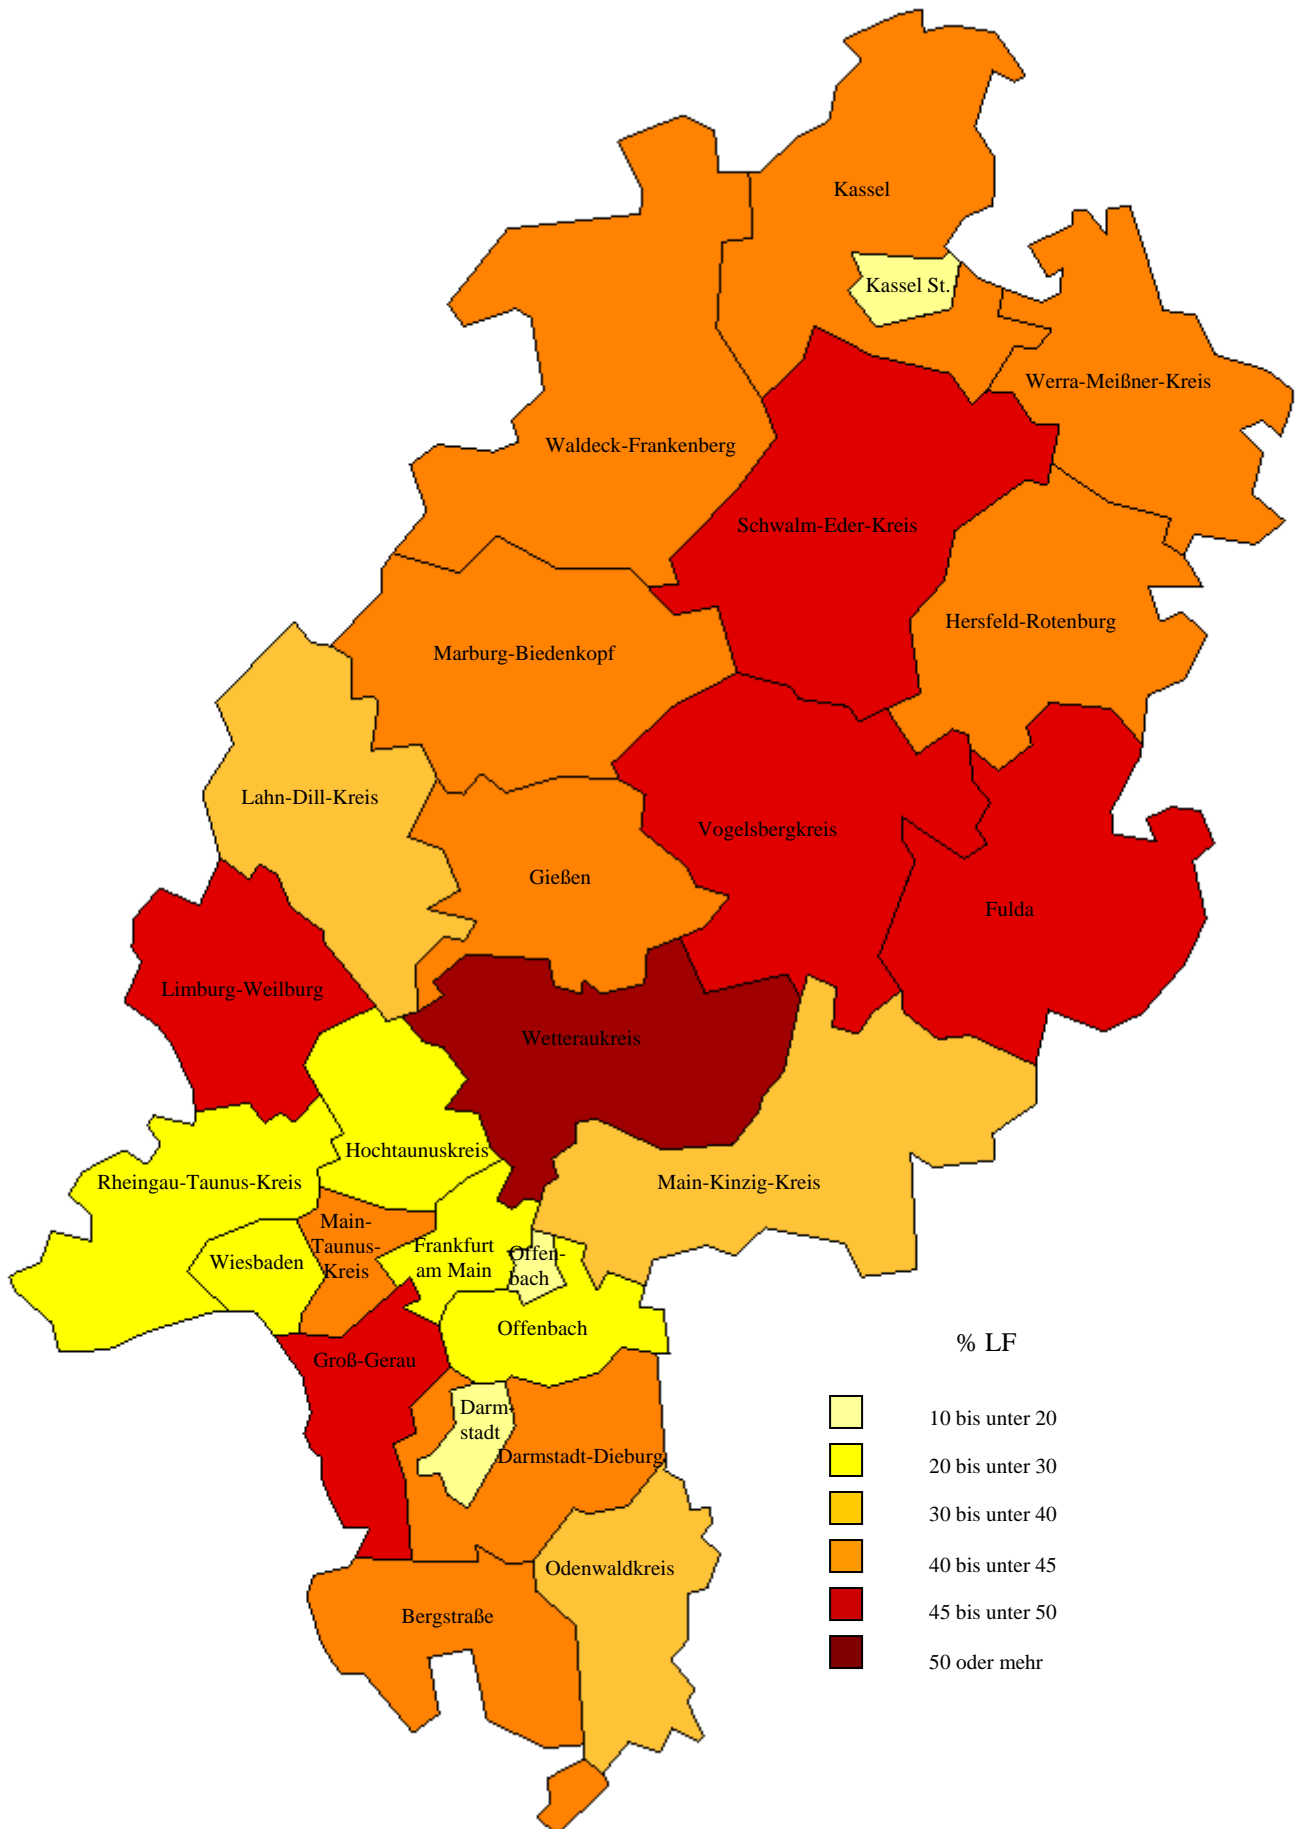 Kassel
Kassel St.
Werra-Meißner-Kreis
Waldeck-Frankenberg
Schwalm-Eder-Kreis
Hersfeld-Rotenburg
Marburg-Biedenkopf
Lahn-Dill-Kreis
Vogelsbergkreis
Gießen
Fulda
Limburg-Weilburg
Wetteraukreis
Hochtaunuskreis
Rheingau-Taunus-Kreis
Main-Kinzig-Kreis
Main-
Taunus-
Kreis
Wiesbaden
Frankfurt
am Main
Offen-
bach
Offenbach
Groß-Gerau
Darm-
stadt
Darmstadt-Dieburg
Odenwaldkreis
Bergstraße
% LF
10 bis unter 20
20 bis unter 30
30 bis unter 40
40 bis unter 45
45 bis unter 50
50 oder mehr